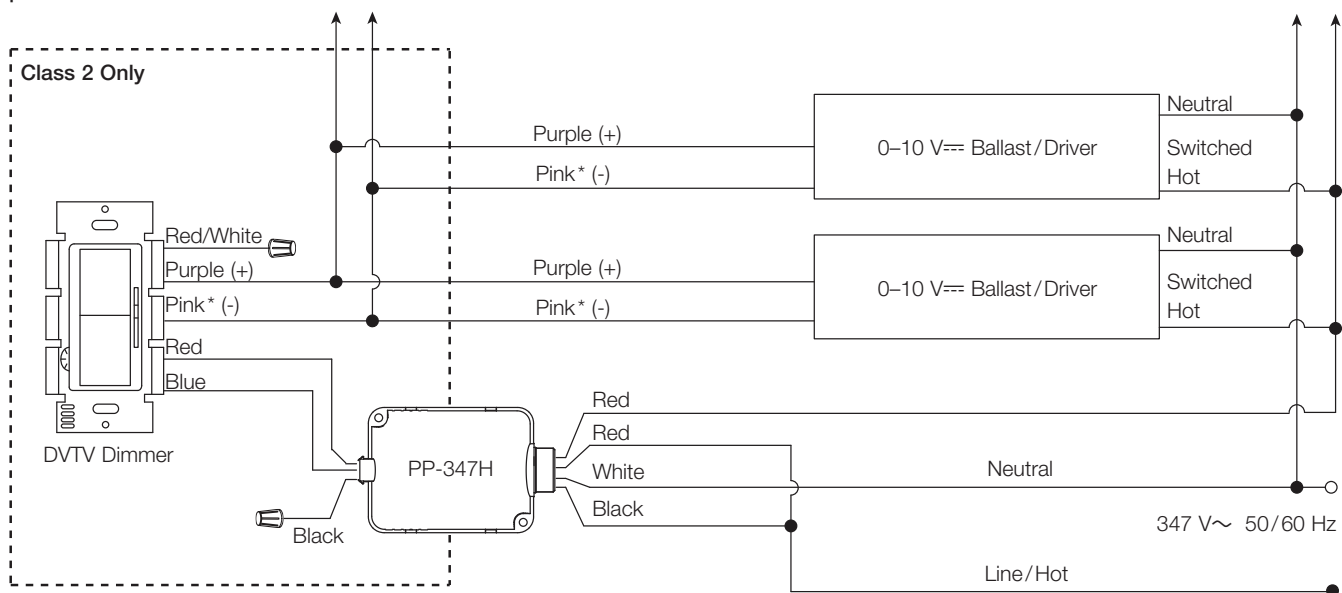 Class 2 Only
Purple (+)
Pink* (-)
0–10 V⎓ Ballast/Driver
Neutral
Switched
Hot
Red/White
Purple (+)
Pink* (-)
Red
Blue
DVTV Dimmer
Purple (+)
Pink* (-)
0–10 V⎓ Ballast/Driver
Neutral
Switched
Hot
Black
PP-347H
Red
Red
White
Black
Neutral
347 V~ 50/60 Hz
Line/Hot